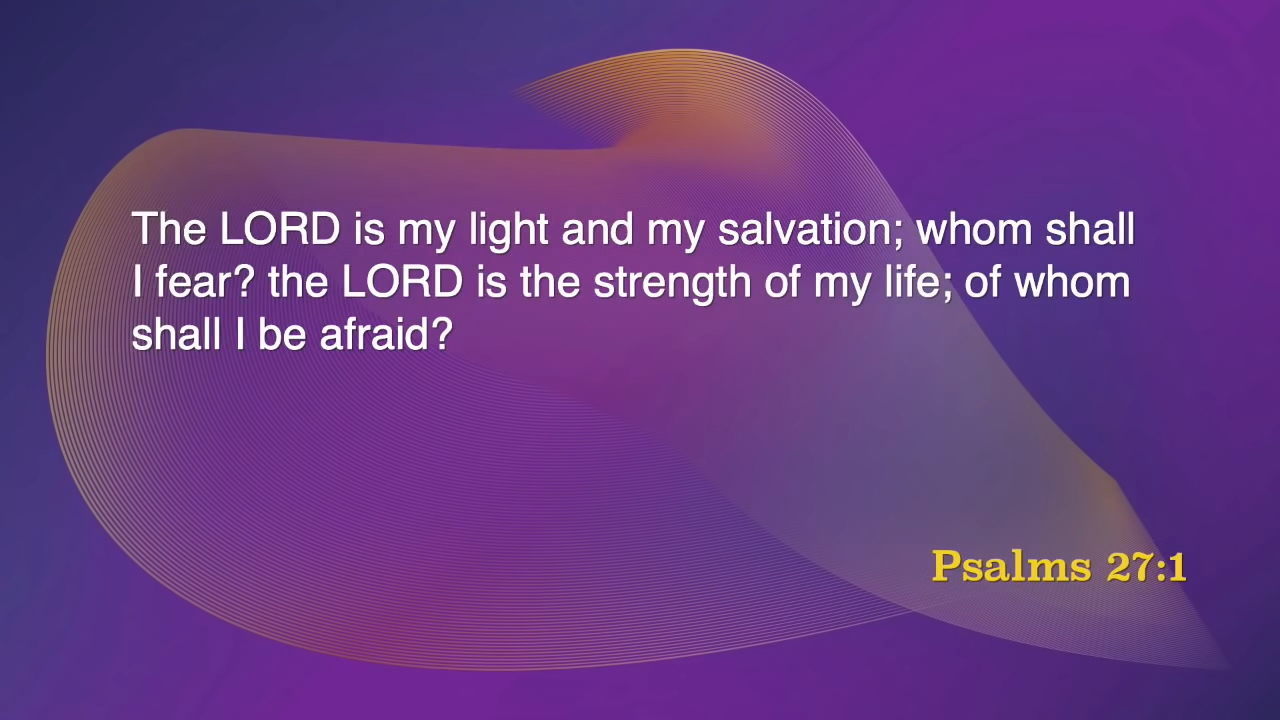 The LORD is my light and my salvation; whom shall
I fear? the LORD is the strength of my life; of whom
shall I be afraid?
Psalms 27:1